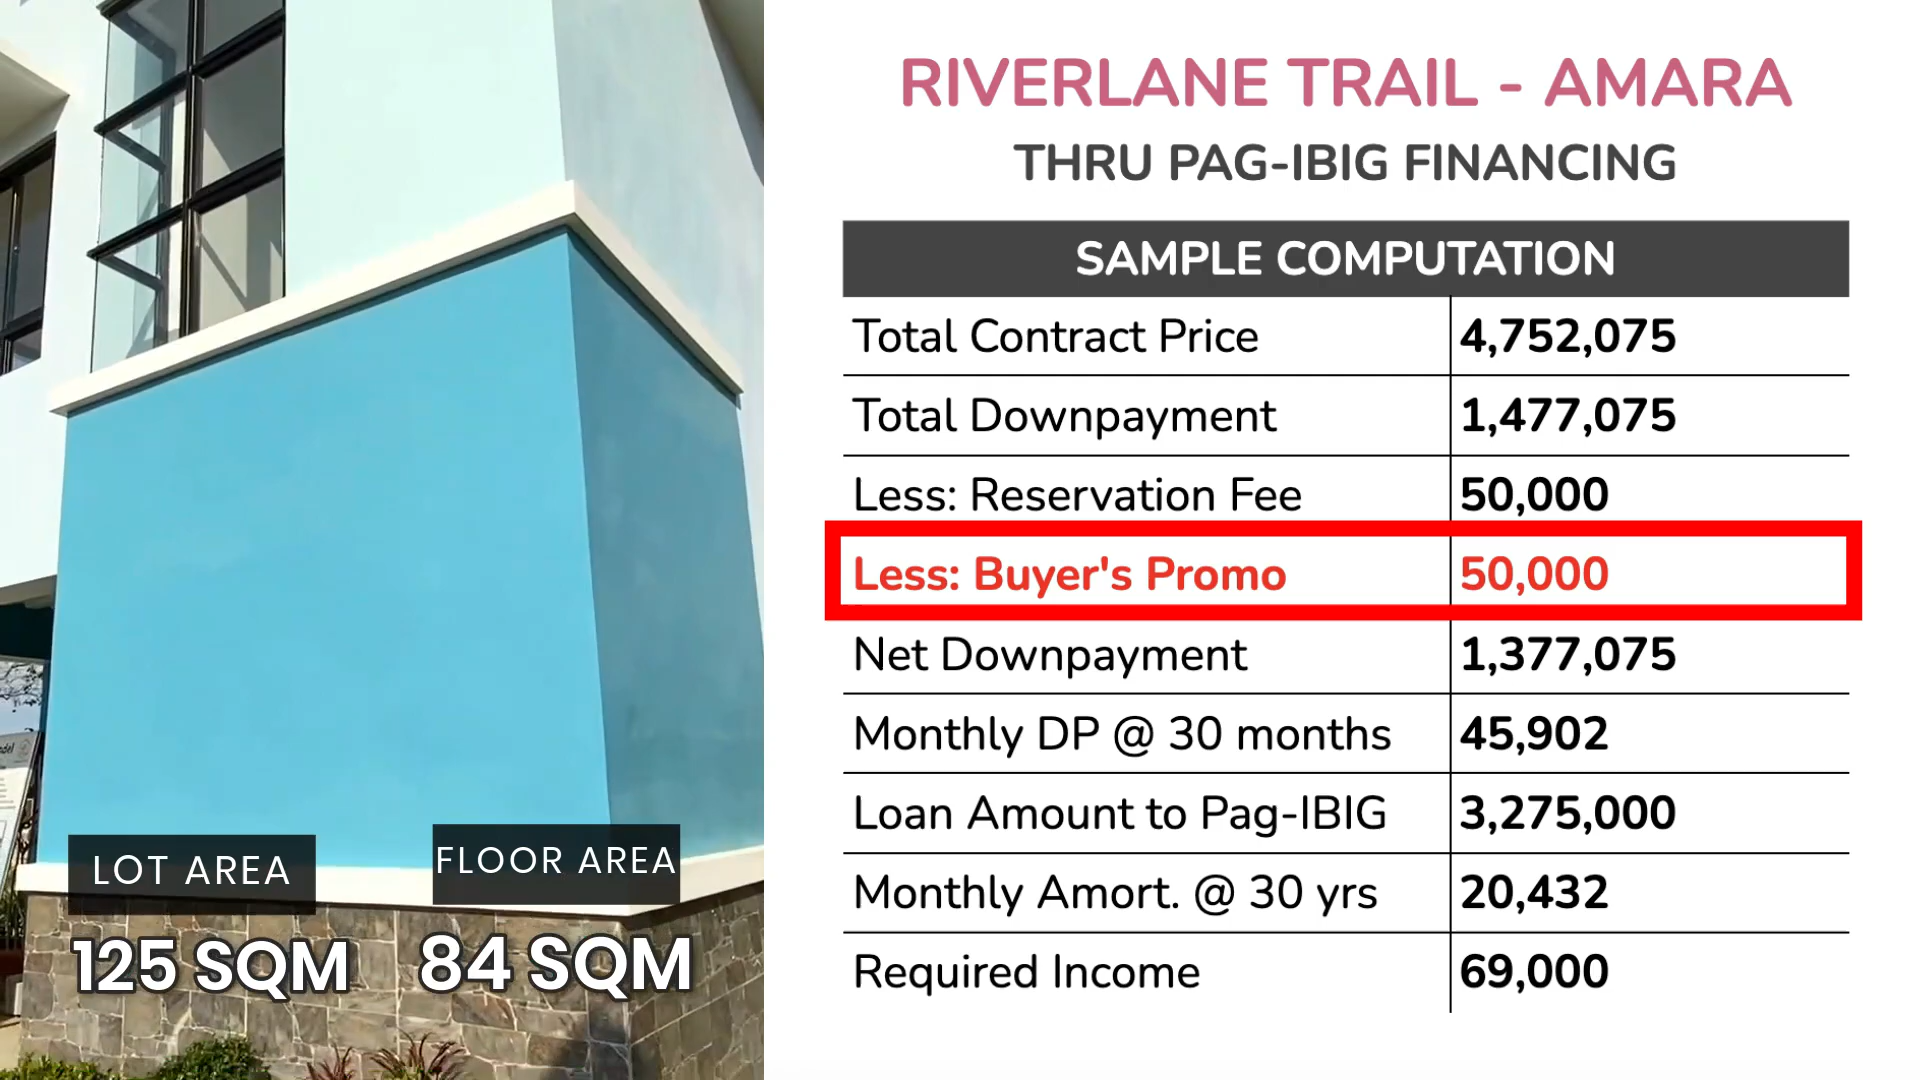 RIVERLANE TRAIL - AMARA
THRU PAG-IBIG FINANCING
SAMPLE COMPUTATION
Total Contract Price 4,752,075
Total Downpayment 1,477,075
Less: Reservation Fee 50,000
Less: Buyer's Promo 50,000
Net Downpayment 1,377,075
Monthly DP @ 30 months 45,902
Loan Amount to Pag-IBIG 3,275,000
Monthly Amort. @ 30 yrs 20,432
Required Income 69,000
LOT AREA
125 SQM
FLOOR AREA
84 SQM